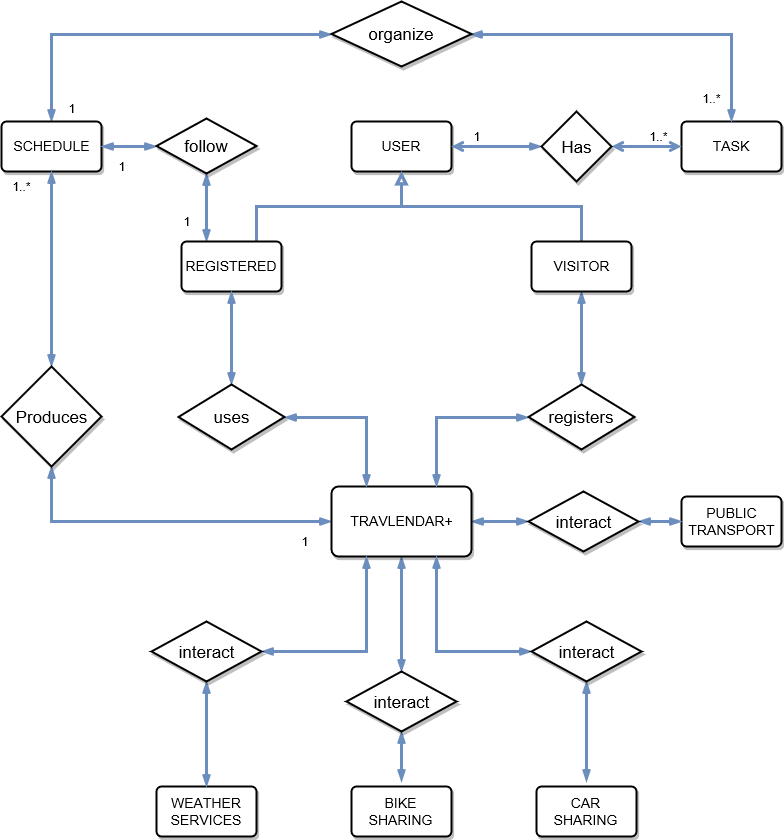 organize
1
1..*
SCHEDULE
1
follow
USER
1
Has
1..*
TASK
1..*
1
REGISTERED
VISITOR
Produces
uses
registers
TRAVLENDAR+
1
interact
PUBLIC
TRANSPORT
interact
interact
interact
WEATHER
SERVICES
BIKE
SHARING
CAR
SHARING